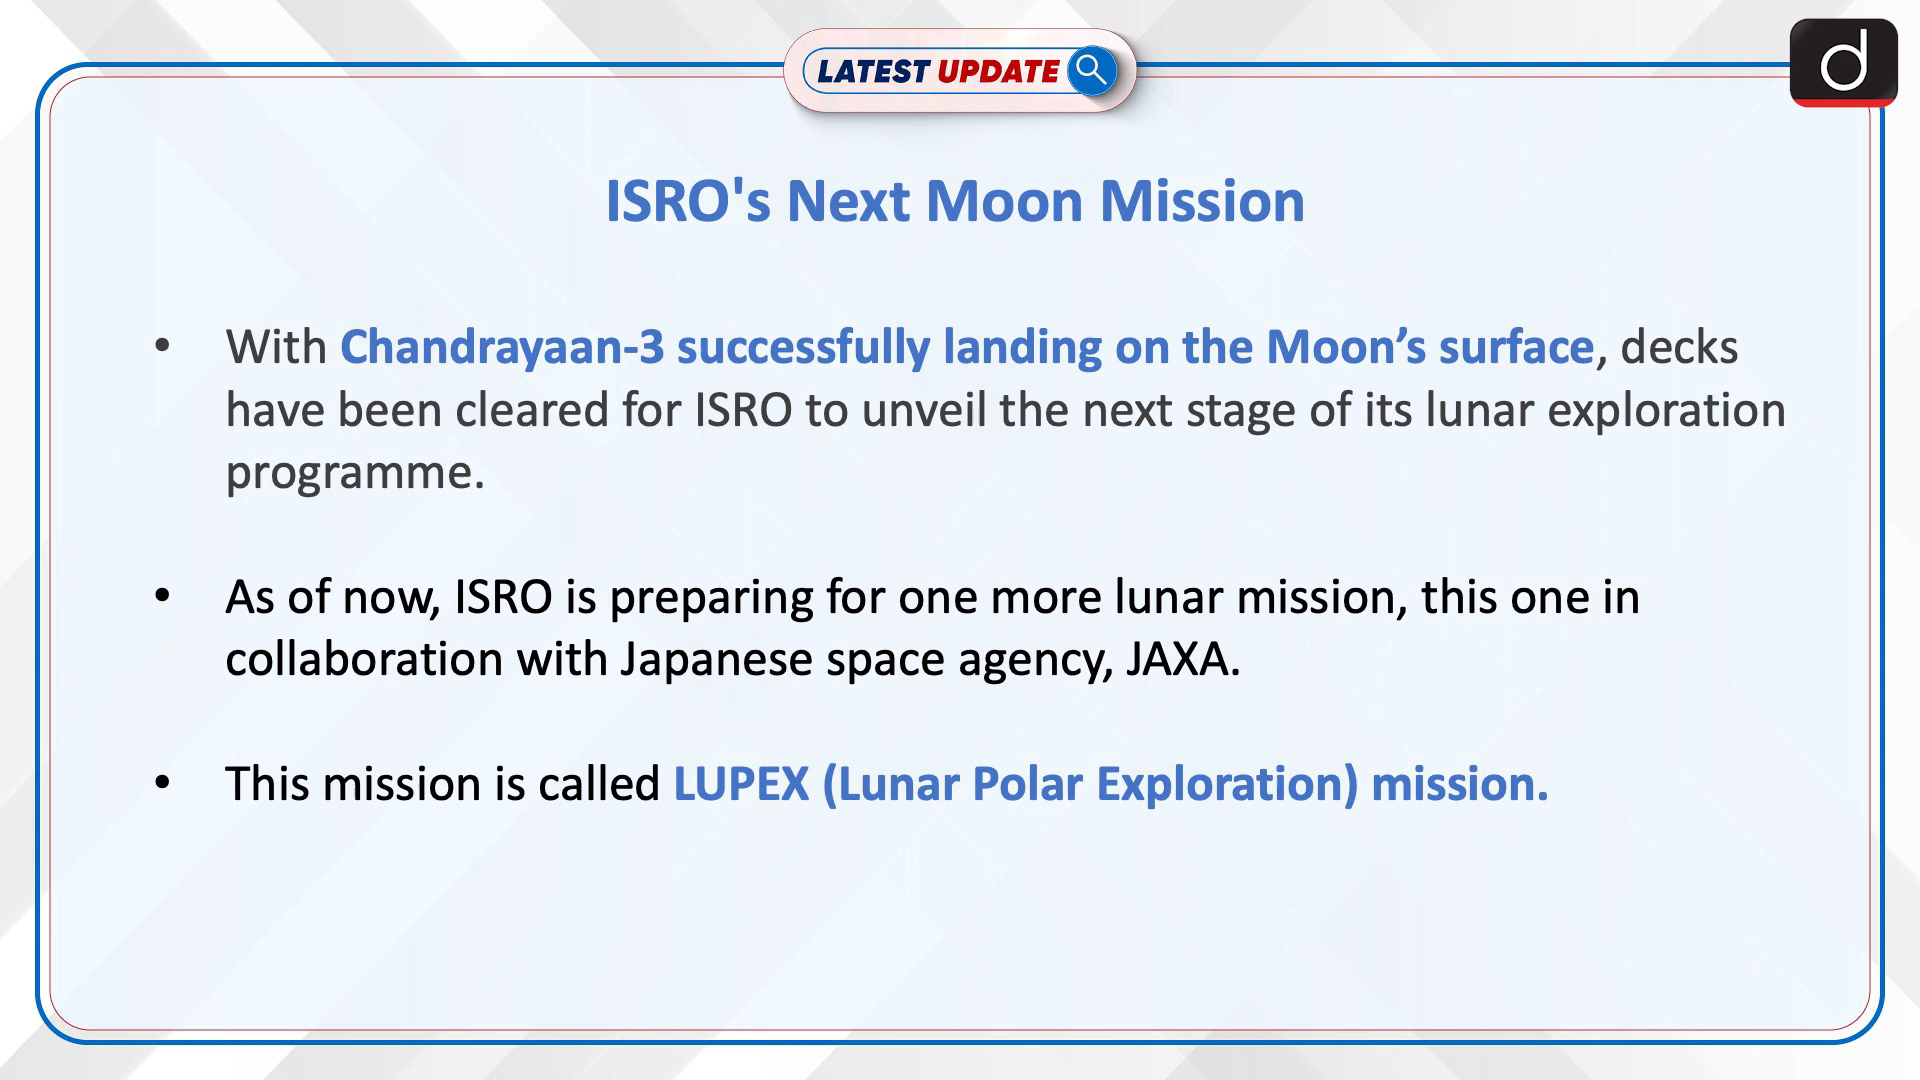 LATEST UPDATE
d
ISRO's Next Moon Mission
• With Chandrayaan-3 successfully landing on the Moon’s surface, decks
have been cleared for ISRO to unveil the next stage of its lunar exploration
programme.
• As of now, ISRO is preparing for one more lunar mission, this one in
collaboration with Japanese space agency, JAXA.
• This mission is called LUPEX (Lunar Polar Exploration) mission.